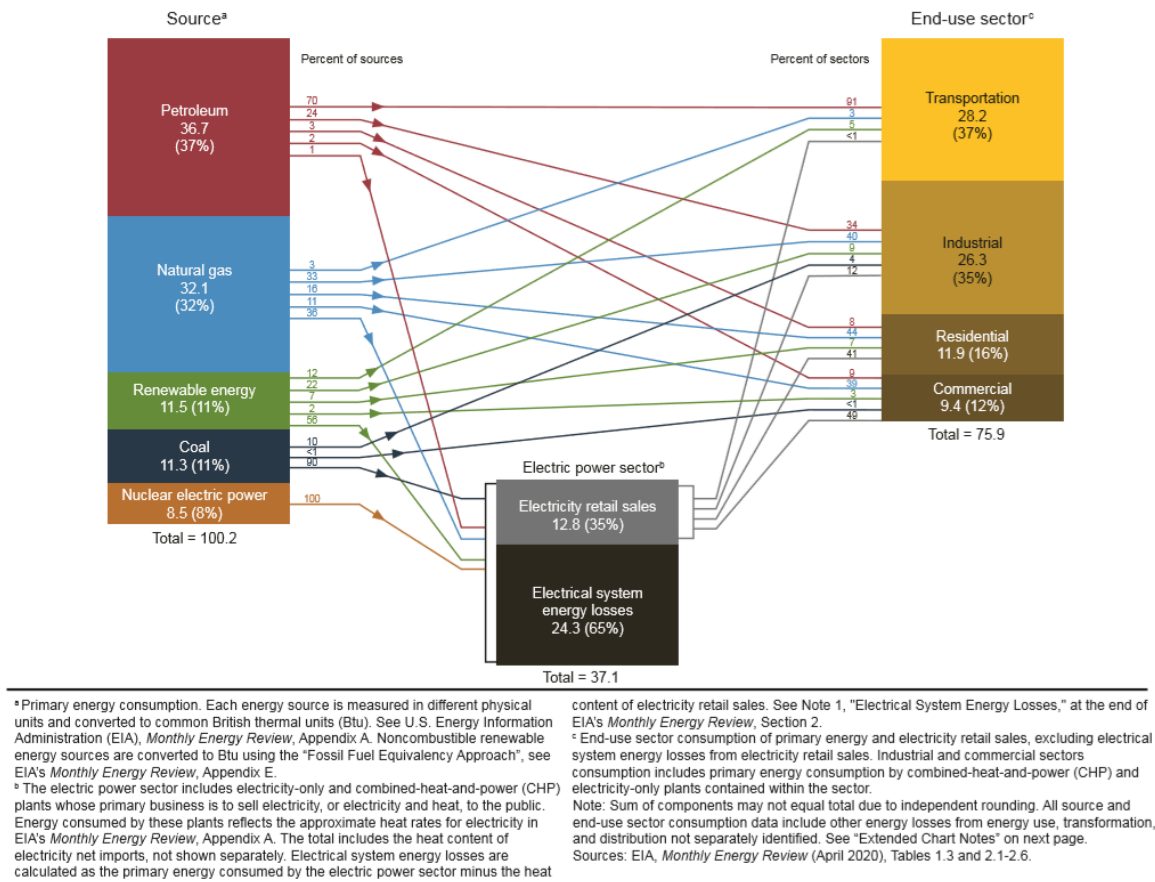 Sourceᵃ
End-use sectorᶜ
Percent of sources
Percent of sectors
Petroleum
36.7
(37%)
70
24
3
2
1
Natural gas
32.1
(32%)
3
33
16
11
36
Renewable energy
11.5 (11%)
12
22
7
2
56
Coal
11.3 (11%)
10
<1
90
Nuclear electric power
8.5 (8%)
100
Total = 100.2
91
3
5
<1
Transportation
28.2
(37%)
34
40
9
4
12
Industrial
26.3
(35%)
8
44
7
41
Residential
11.9 (16%)
9
39
3
<1
49
Commercial
9.4 (12%)
Total = 75.9
Electric power sectorᵇ
Electricity retail sales
12.8 (35%)
Electrical system
energy losses
24.3 (65%)
Total = 37.1
ᵃ Primary energy consumption. Each energy source is measured in different physical
units and converted to common British thermal units (Btu). See U.S. Energy Information
Administration (EIA), Monthly Energy Review, Appendix A. Noncombustible renewable
energy sources are converted to Btu using the “Fossil Fuel Equivalency Approach”, see
EIA's Monthly Energy Review, Appendix E.
ᵇ The electric power sector includes electricity-only and combined-heat-and-power (CHP)
plants whose primary business is to sell electricity, or electricity and heat, to the public.
Energy consumed by these plants reflects the approximate heat rates for electricity in
EIA's Monthly Energy Review, Appendix A. The total includes the heat content of
electricity net imports, not shown separately. Electrical system energy losses are
calculated as the primary energy consumed by the electric power sector minus the heat
content of electricity retail sales. See Note 1, "Electrical System Energy Losses," at the end of
EIA's Monthly Energy Review, Section 2.
ᶜ End-use sector consumption of primary energy and electricity retail sales, excluding electrical
system energy losses from electricity retail sales. Industrial and commercial sectors
consumption includes primary energy consumption by combined-heat-and-power (CHP) and
electricity-only plants contained within the sector.
Note: Sum of components may not equal total due to independent rounding. All source and
end-use sector consumption data include other energy losses from energy use, transformation,
and distribution not separately identified. See “Extended Chart Notes” on next page.
Sources: EIA, Monthly Energy Review (April 2020), Tables 1.3 and 2.1-2.6.